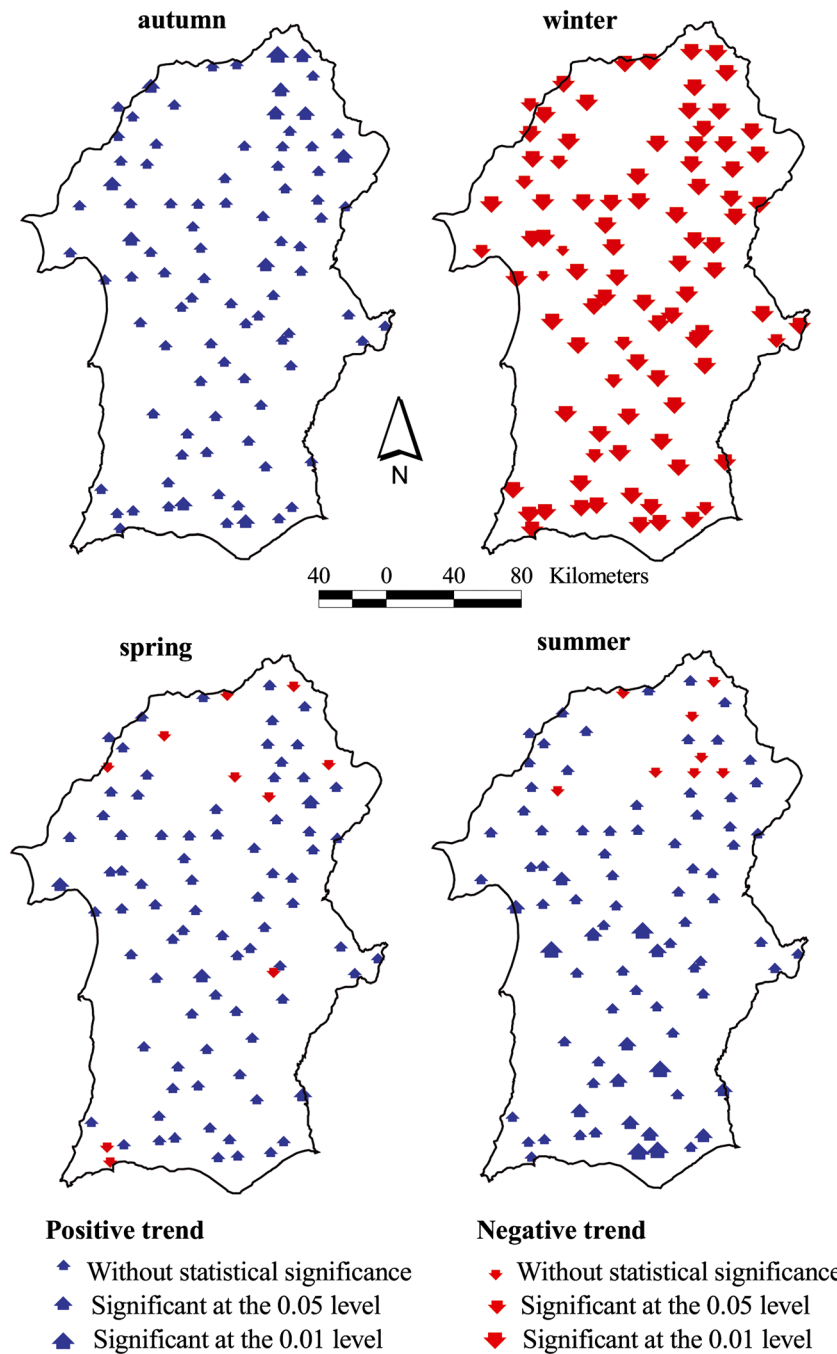 autumn winter
N
40 0 40 80 Kilometers
spring summer
Positive trend Negative trend
Without statistical significance Without statistical significance
Significant at the 0.05 level Significant at the 0.05 level
Significant at the 0.01 level Significant at the 0.01 level